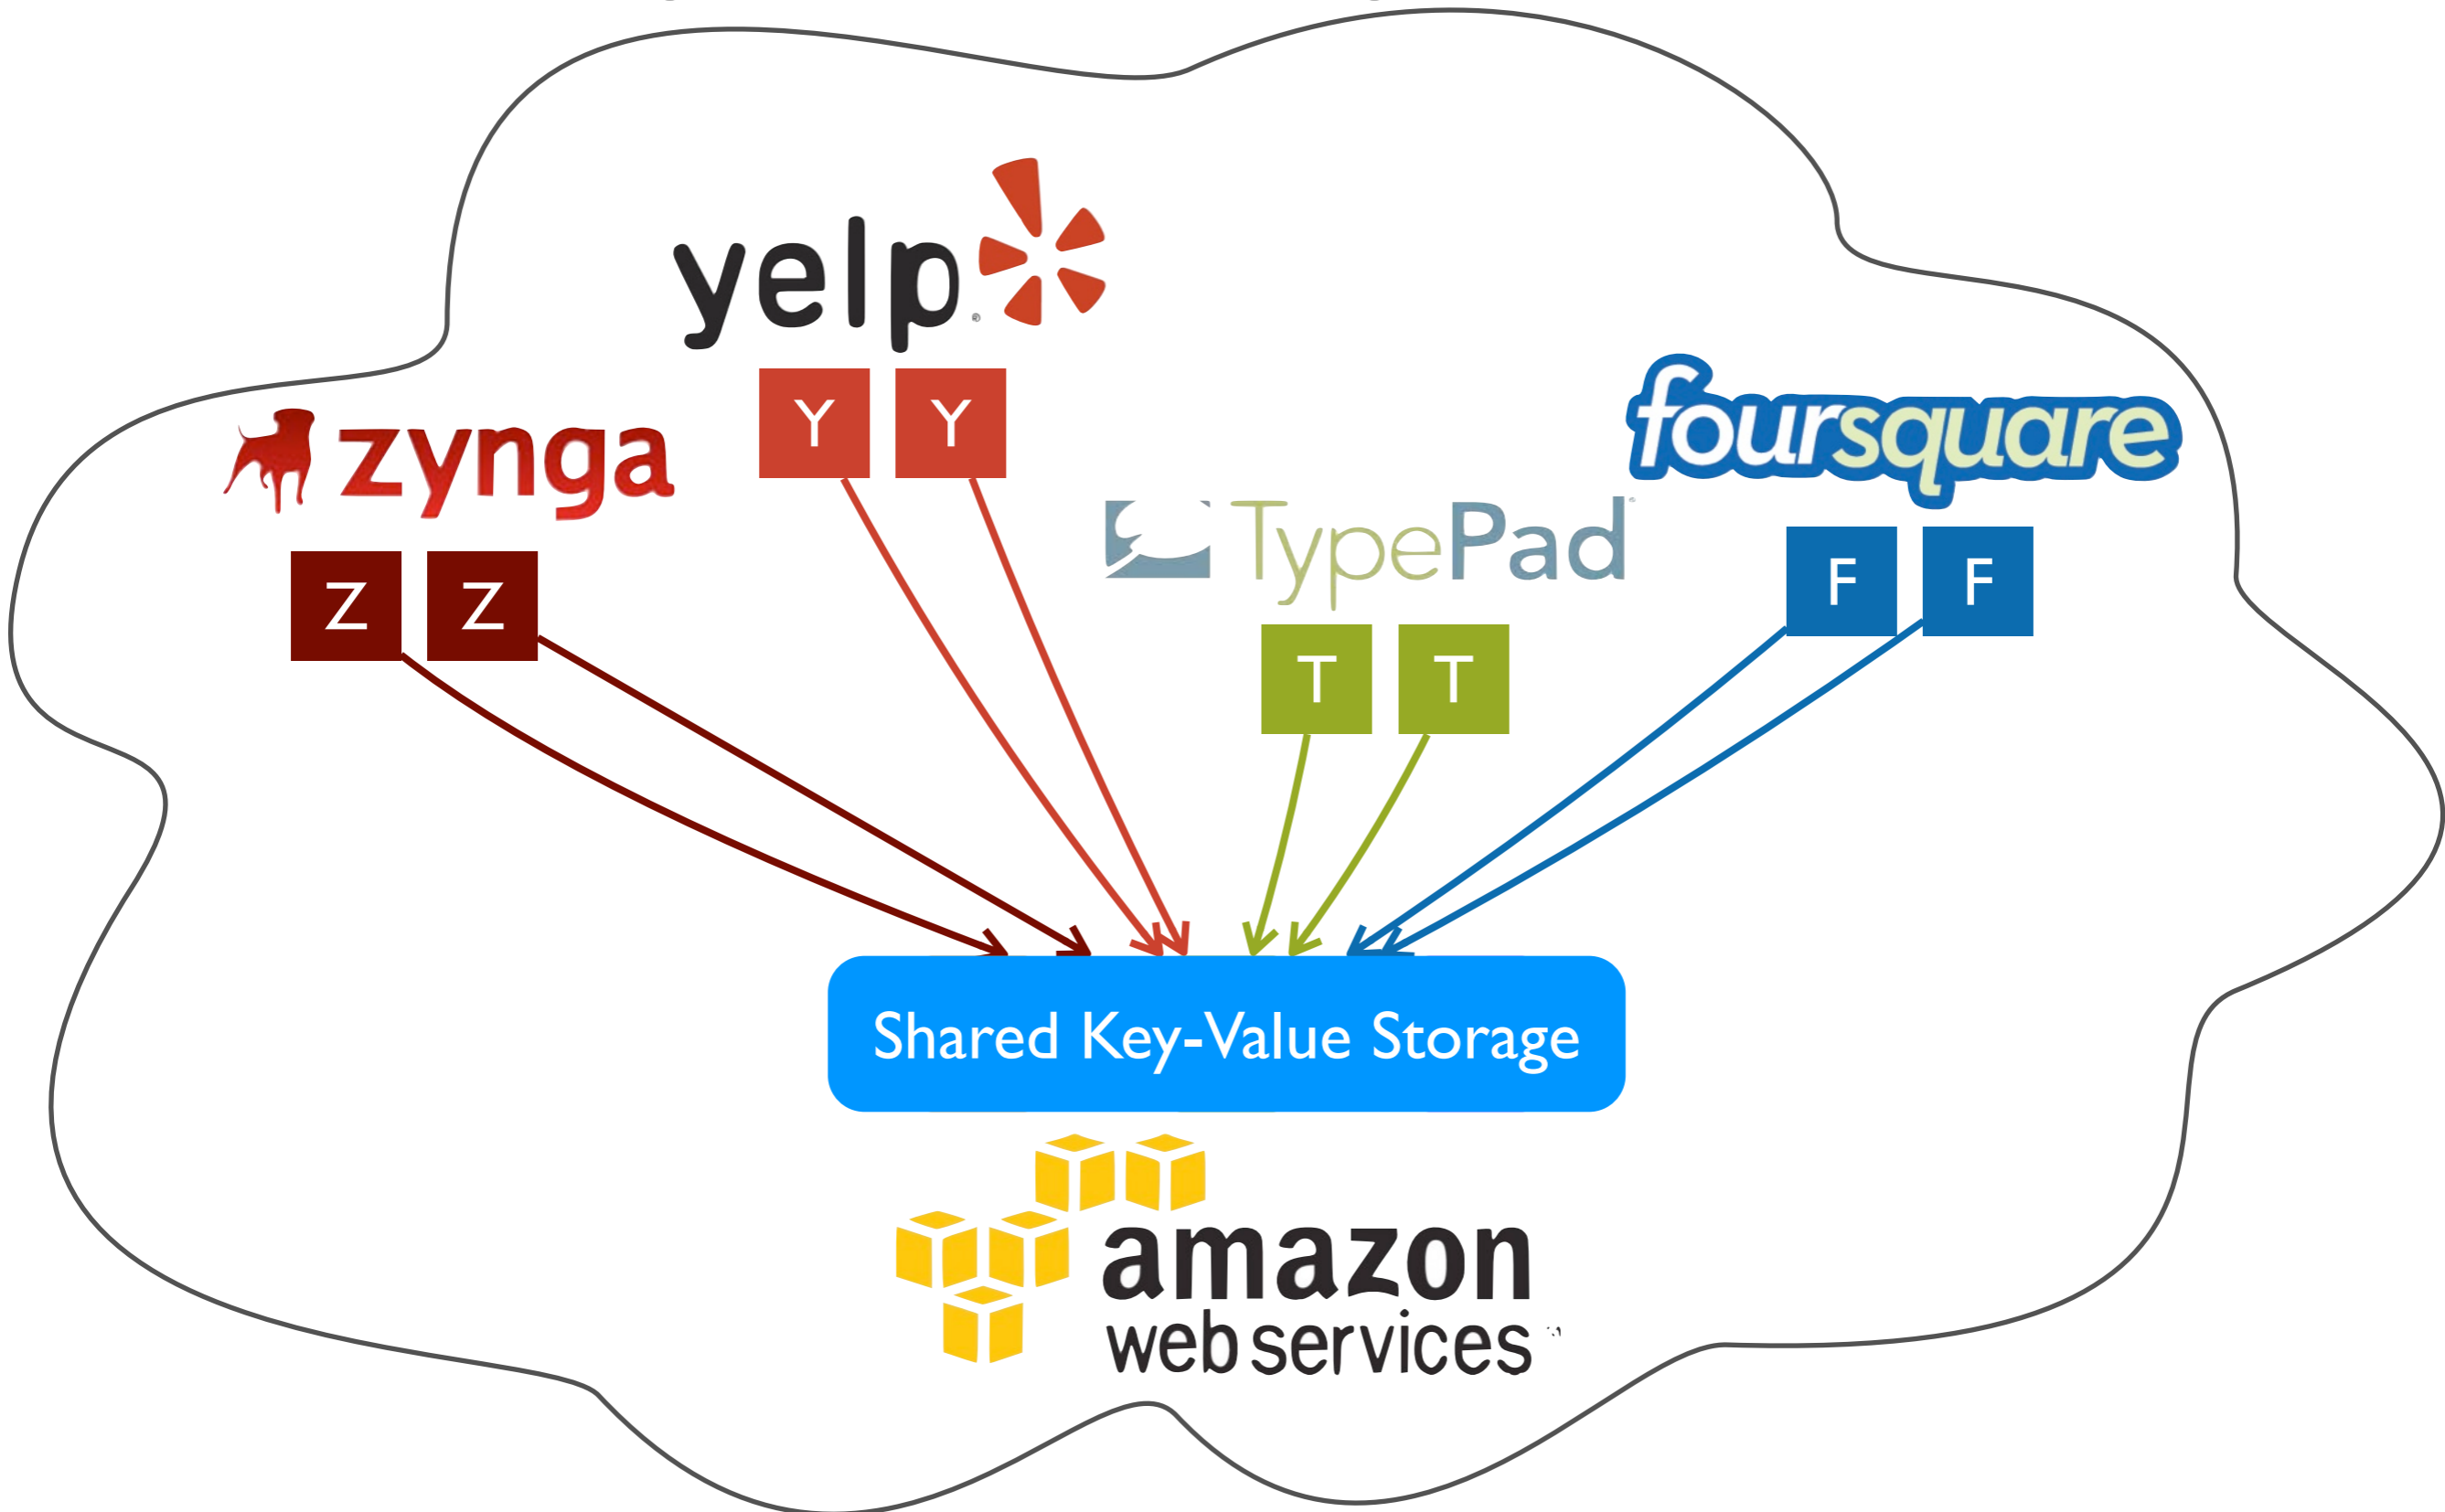 yelp
Y Y
zynga
Z Z
foursquare
F F
TypePad
T T
Shared Key-Value Storage
amazon
web services